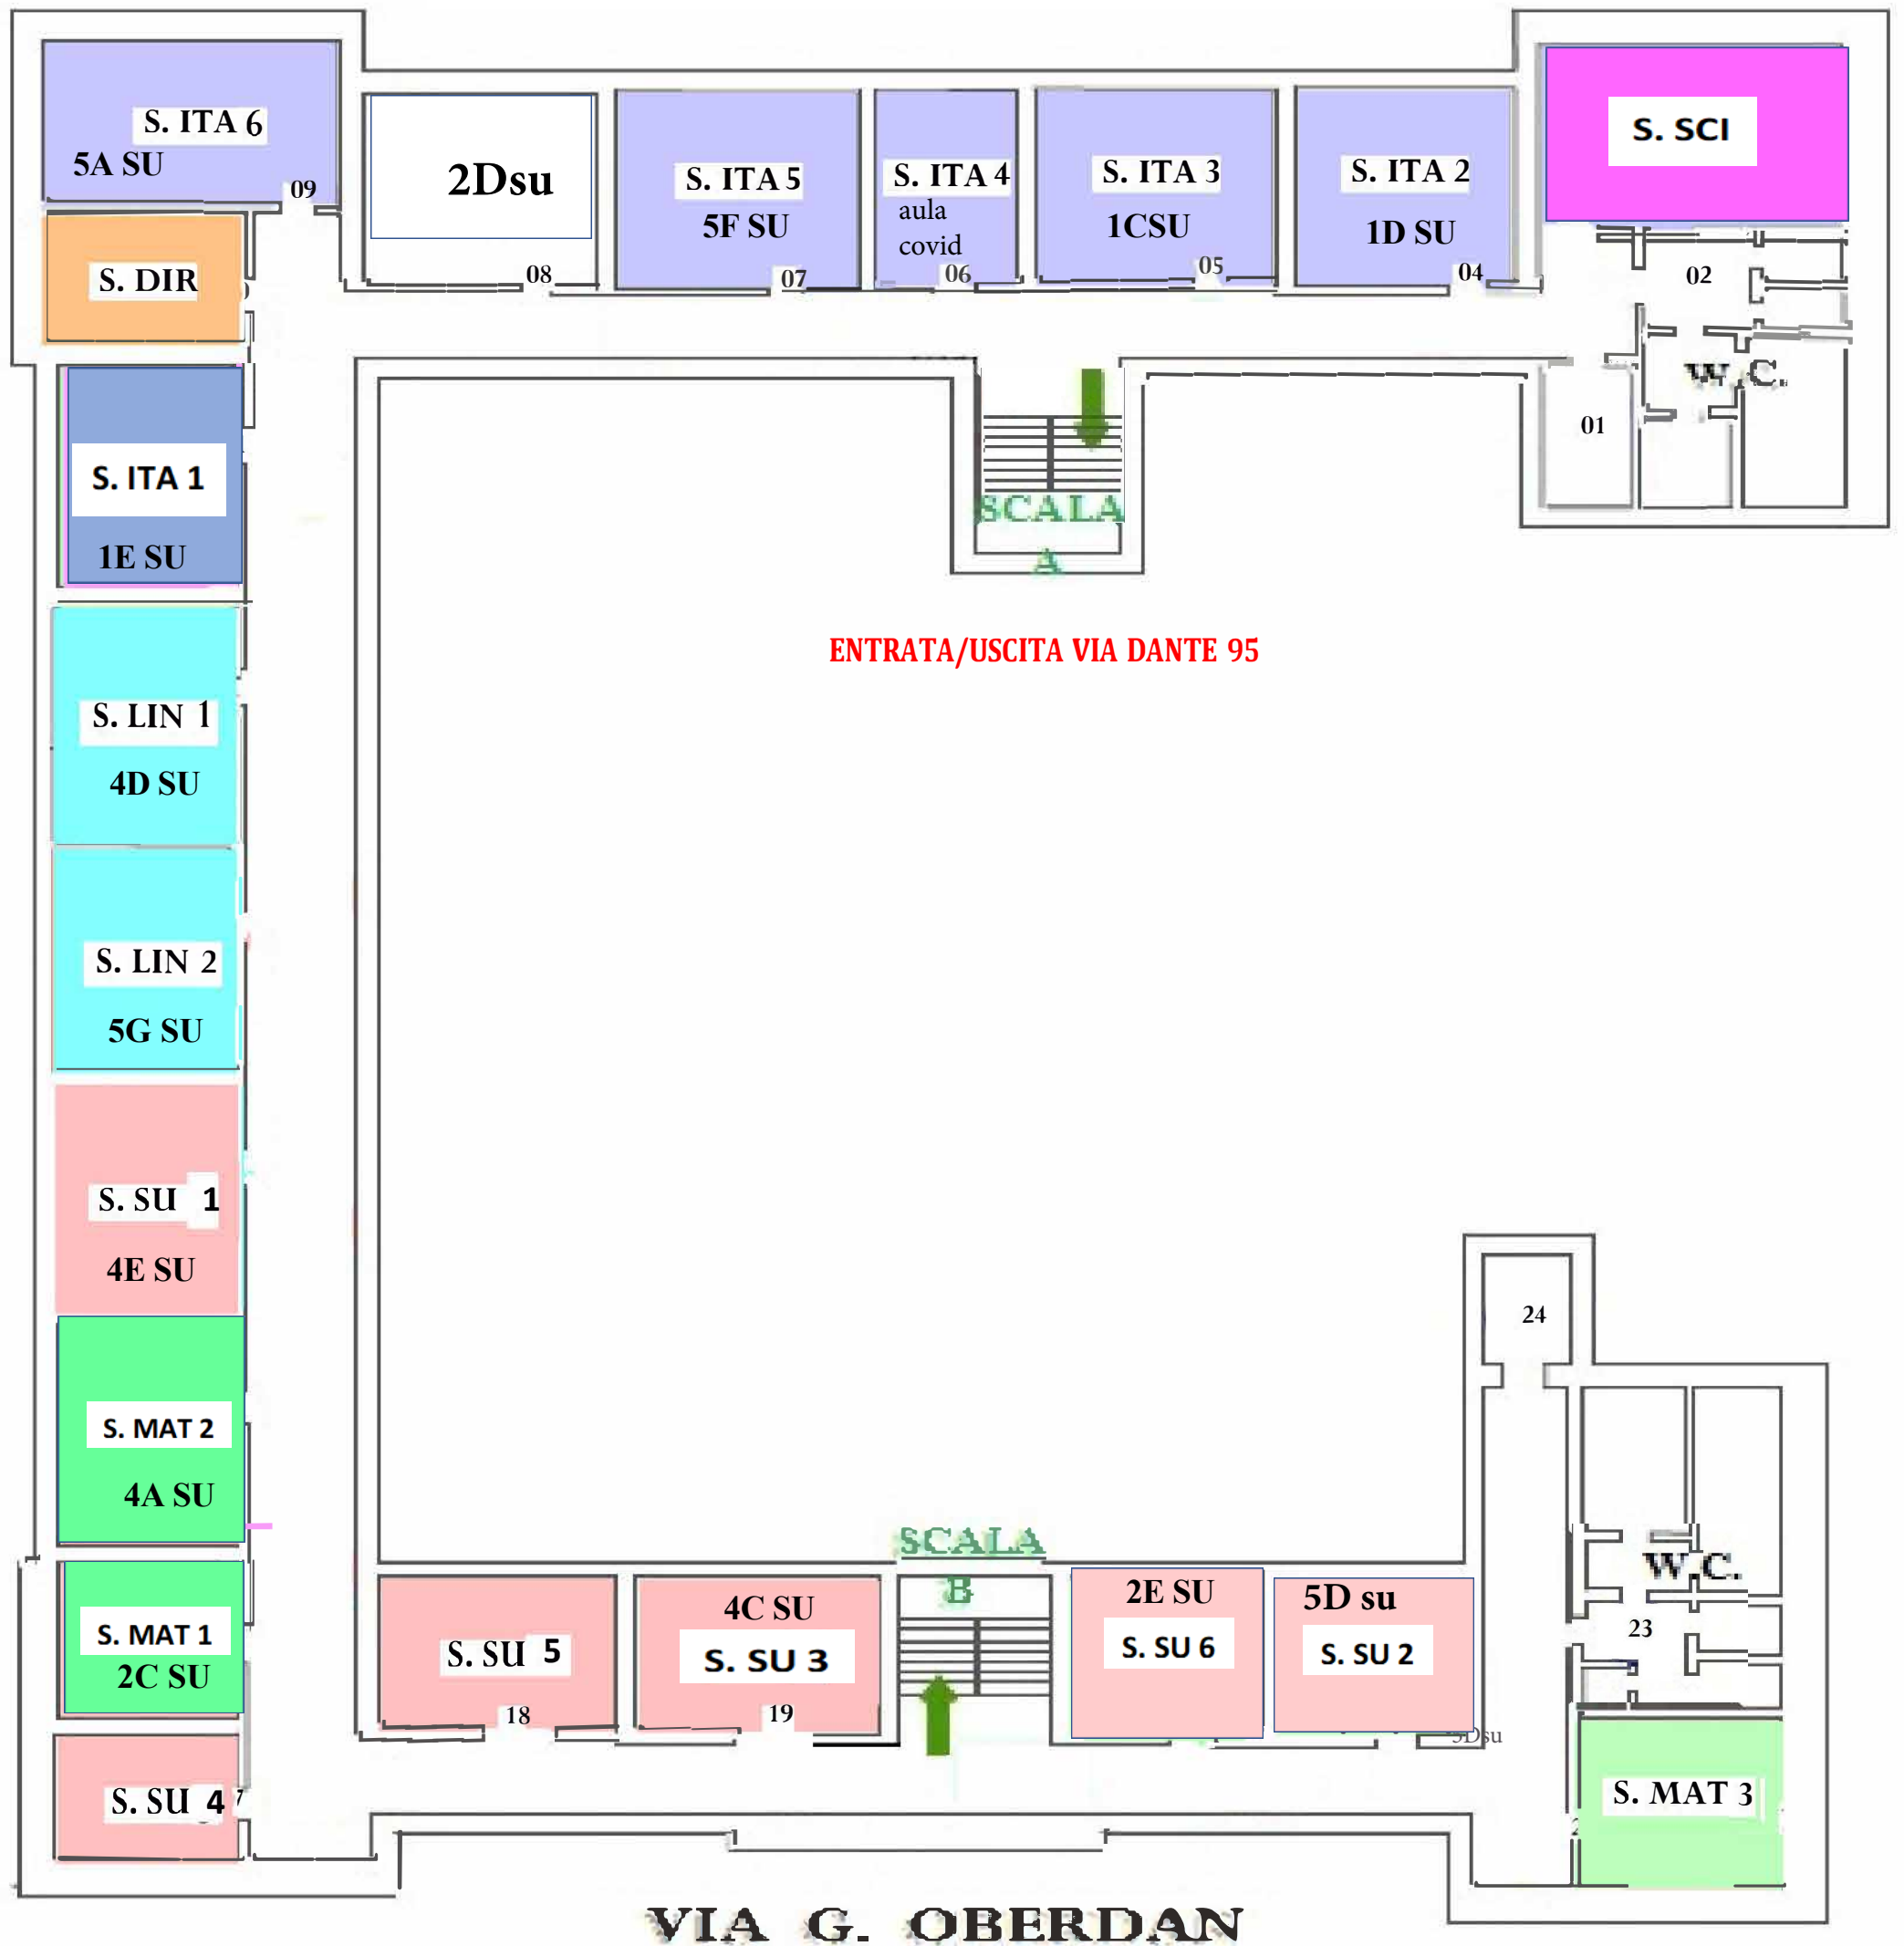 S. ITA 6
5A SU
09
2Dsu
08
S. ITA 5
5F SU
07
S. ITA 4
aula
covid
06
S. ITA 3
1CSU
05
S. ITA 2
1D SU
04
S. SCI
02
W.C.
01
S. DIR
S. ITA 1
1E SU
SCALA
A
ENTRATA/USCITA VIA DANTE 95
S. LIN 1
4D SU
S. LIN 2
5G SU
S. SU 1
4E SU
S. MAT 2
4A SU
S. MAT 1
2C SU
S. SU 4
7
S. SU 5
18
4C SU
S. SU 3
19
SCALA
B
2E SU
S. SU 6
5D su
S. SU 2
5Dsu
24
W.C.
23
S. MAT 3
2
VIA G. OBERDAN